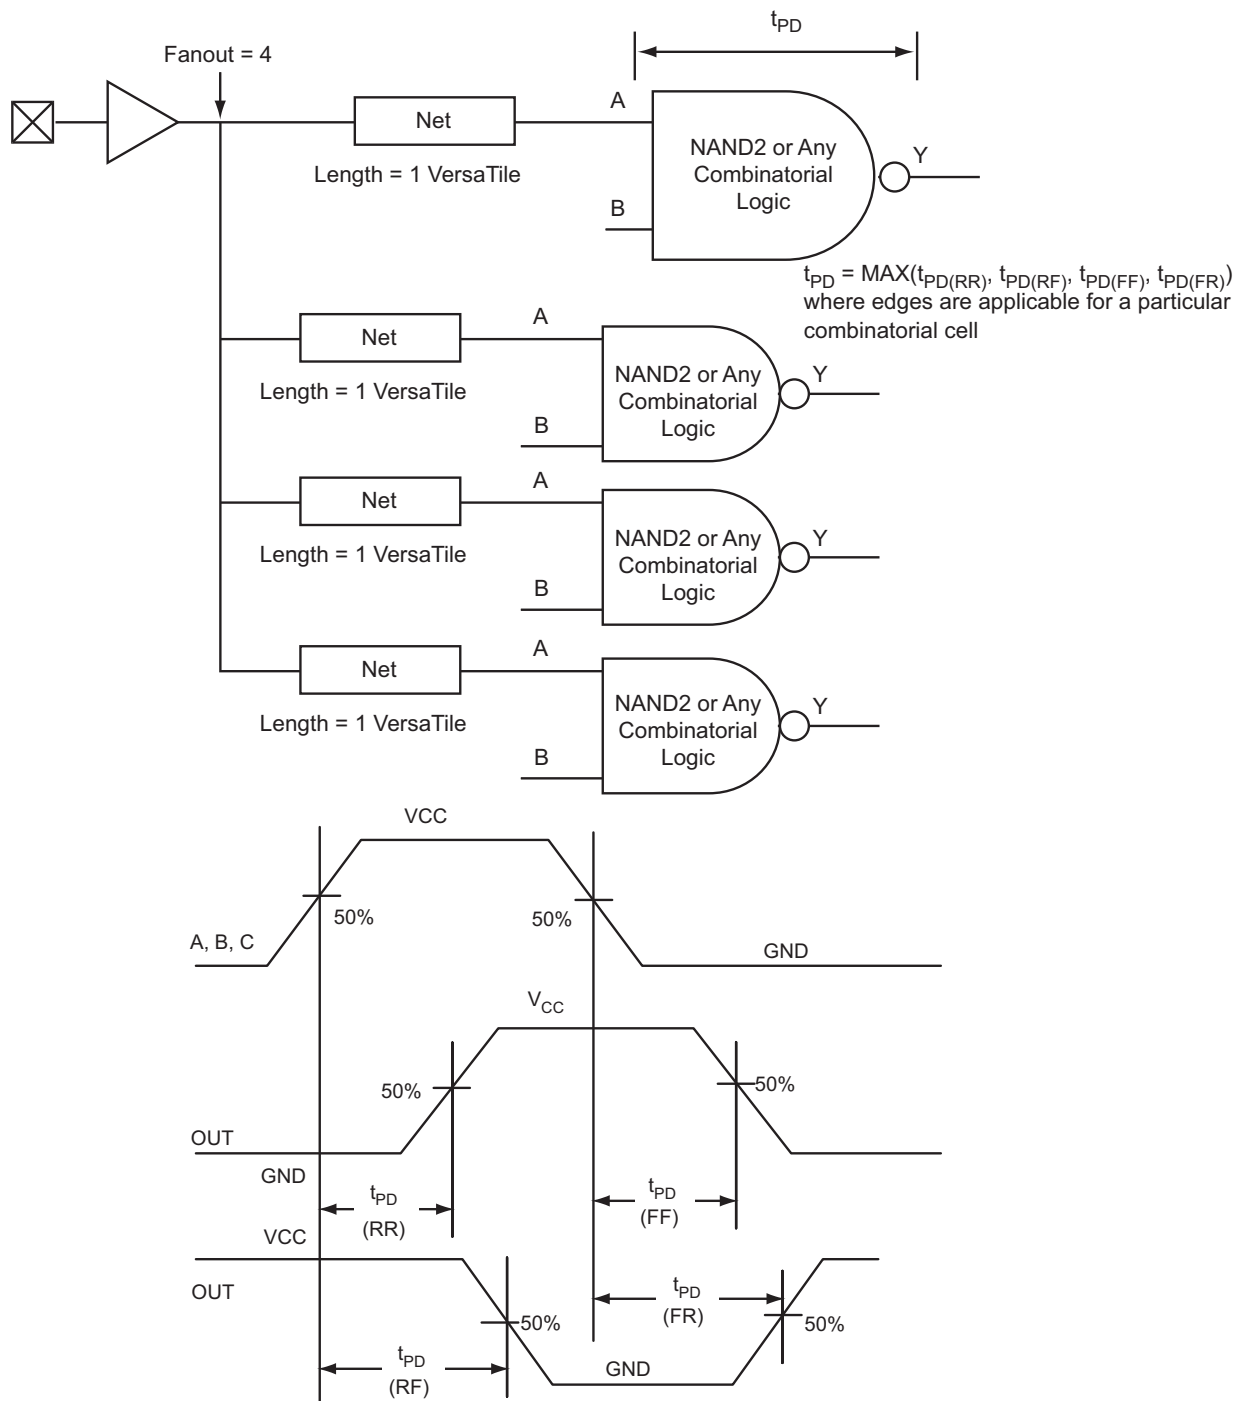 t_PD
Fanout = 4
Net
Length = 1 VersaTile
A
B
NAND2 or Any
Combinatorial
Logic
Y
t_PD = MAX(t_PD(RR), t_PD(RF), t_PD(FF), t_PD(FR))
where edges are applicable for a particular
combinatorial cell
Net
Length = 1 VersaTile
A
B
NAND2 or Any
Combinatorial
Logic
Y
Net
Length = 1 VersaTile
A
B
NAND2 or Any
Combinatorial
Logic
Y
Net
Length = 1 VersaTile
A
B
NAND2 or Any
Combinatorial
Logic
Y
VCC
50%
50%
A, B, C
GND
V_CC
50%
50%
OUT
GND
t_PD
(RR)
t_PD
(FF)
VCC
OUT
t_PD
(FR)
50%
50%
t_PD
(RF)
GND